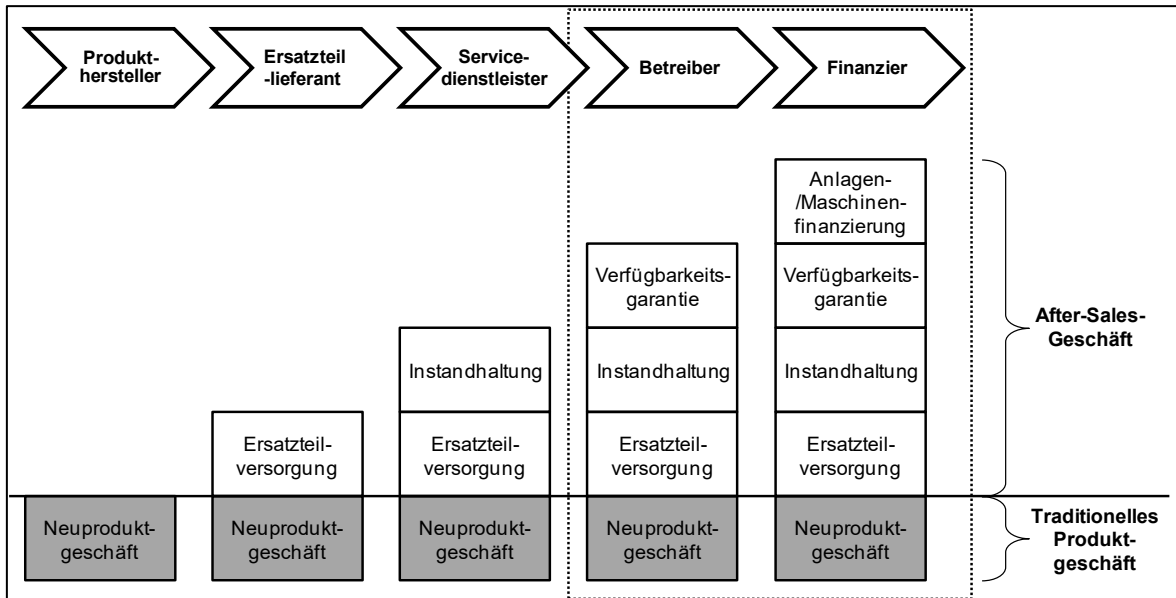 Produkt-
hersteller
Ersatzteil
-lieferant
Service-
dienstleister
Betreiber
Finanzier
Anlagen-
/Maschinen-
finanzierung
Verfügbarkeits-
garantie
Verfügbarkeits-
garantie
After-Sales-
Geschäft
Instandhaltung
Instandhaltung
Instandhaltung
Ersatzteil-
versorgung
Ersatzteil-
versorgung
Ersatzteil-
versorgung
Ersatzteil-
versorgung
Neuprodukt-
geschäft
Neuprodukt-
geschäft
Neuprodukt-
geschäft
Neuprodukt-
geschäft
Neuprodukt-
geschäft
Traditionelles
Produkt-
geschäft